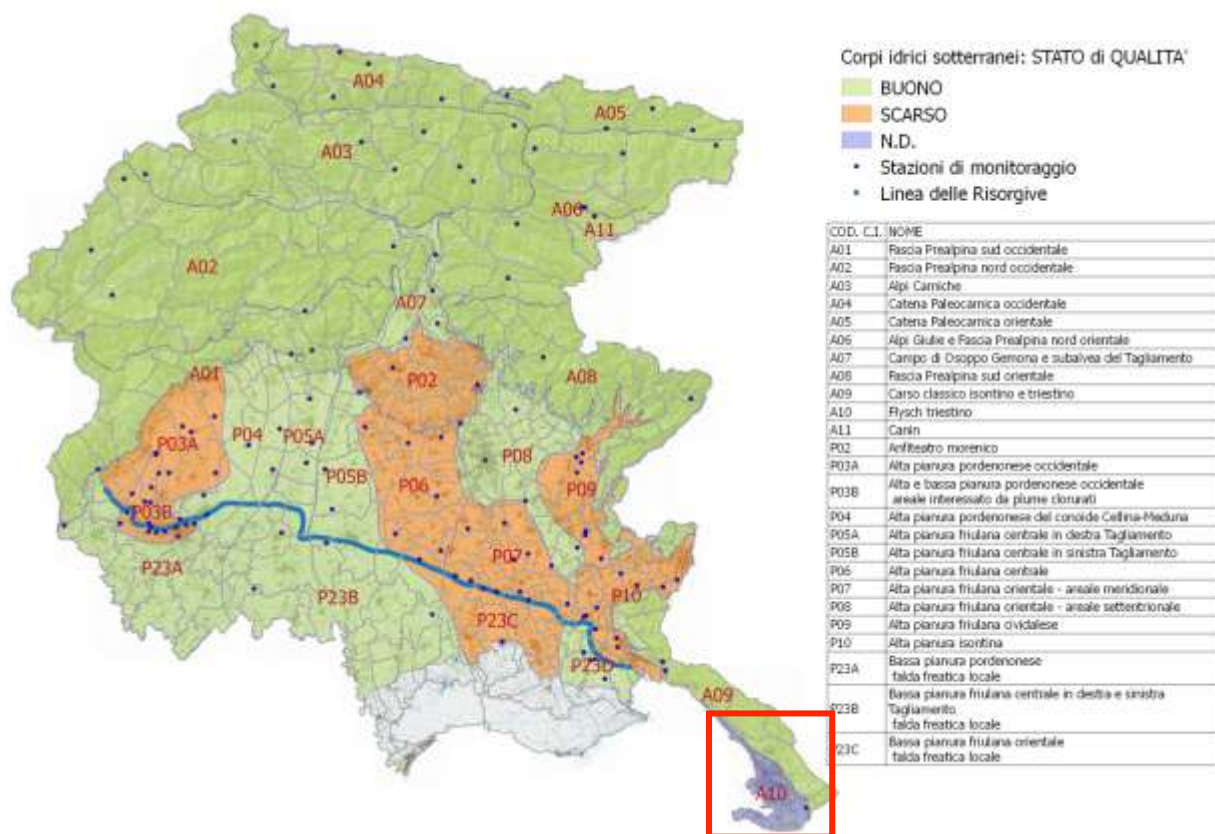 A04
A05
A03
A06
A11
A02
A07
A01
P02
A08
P03A
P04
P05A
P05B
P08
P06
P09
P03B
P07
P10
P23A
P23B
P23C
P23D
A09
A10
Corpi idrici sotterranei: STATO di QUALITA'
BUONO
SCARSO
N.D.
Stazioni di monitoraggio
Linea delle Risorgive
COD. C.I. NOME
A01 Fascia Prealpina sud occidentale
A02 Fascia Prealpina nord occidentale
A03 Alpi Carniche
A04 Catena Paleocarnica occidentale
A05 Catena Paleocarnica orientale
A06 Alpi Giulie e Fascia Prealpina nord orientale
A07 Campo di Osoppo Gemona e subalvea del Tagliamento
A08 Fascia Prealpina sud orientale
A09 Carso classico isontino e triestino
A10 Flysch triestino
A11 Canin
P02 Anfiteatro morenico
P03A Alta pianura pordenonese occidentale
P03B Alta e bassa pianura pordenonese occidentale
areale interessato da plume clorurati
P04 Alta pianura pordenonese del conoide Cellina-Meduna
P05A Alta pianura friulana centrale in destra Tagliamento
P05B Alta pianura friulana centrale in sinistra Tagliamento
P06 Alta pianura friulana centrale
P07 Alta pianura friulana orientale - areale meridionale
P08 Alta pianura friulana orientale - areale settentrionale
P09 Alta pianura friulana cividalese
P10 Alta pianura isontina
P23A Bassa pianura pordenonese
falda freatica locale
P23B Bassa pianura friulana centrale in destra e sinistra
Tagliamento
falda freatica locale
P23C Bassa pianura friulana orientale
falda freatica locale